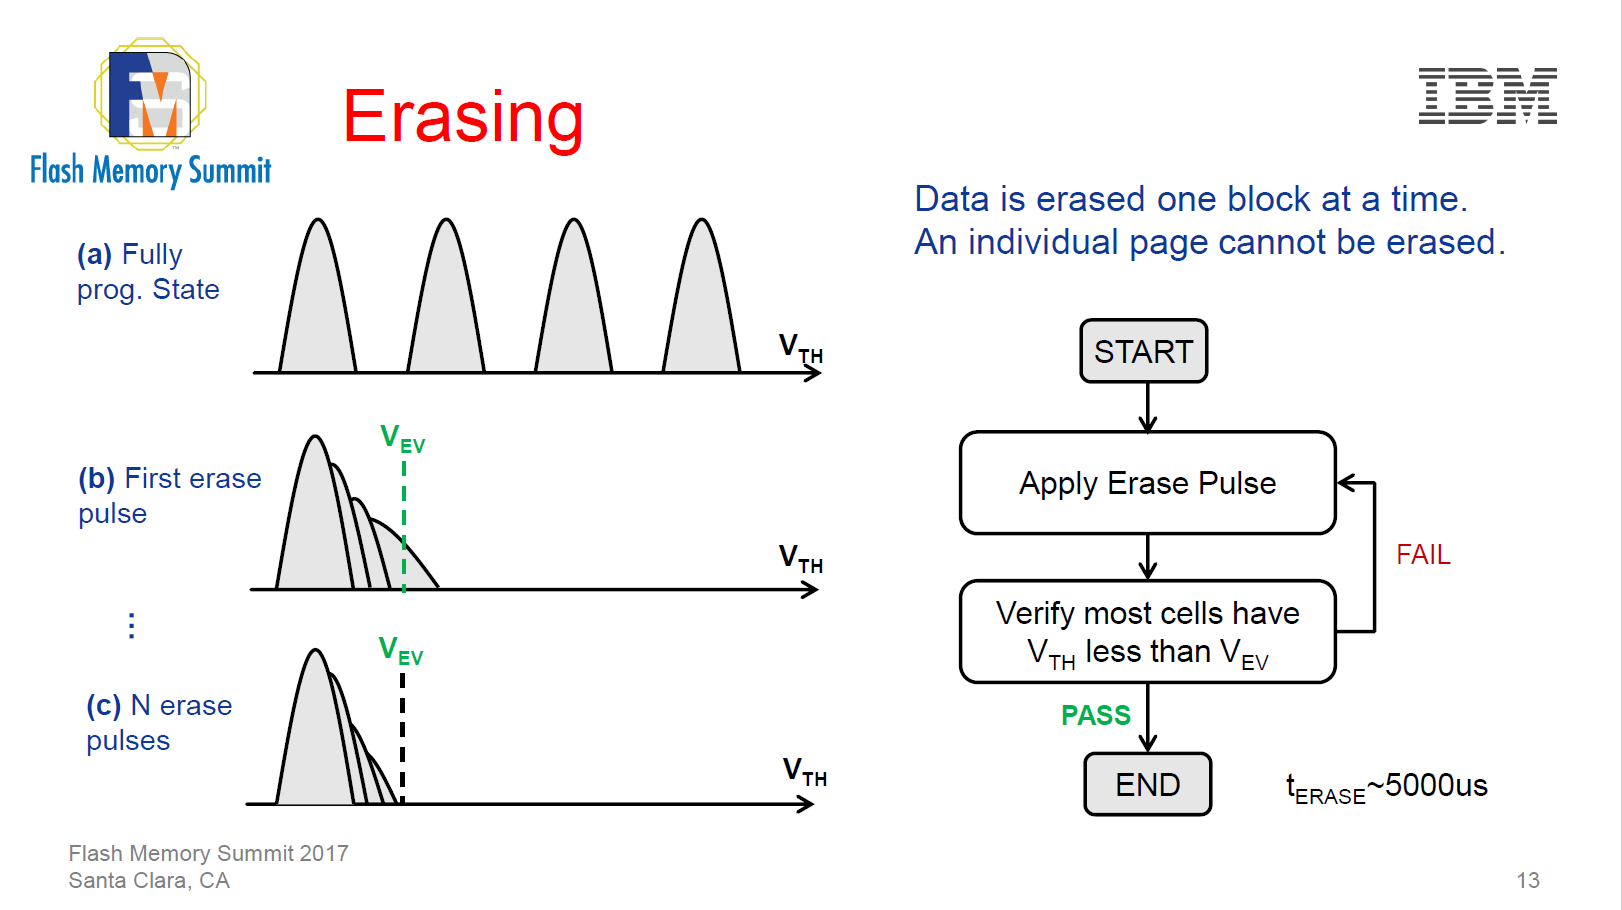 Flash Memory Summit
Erasing
IBM
Data is erased one block at a time.
An individual page cannot be erased.
(a) Fully
prog. State
VTH
(b) First erase
pulse
VEV
VTH
⋮
(c) N erase
pulses
VEV
VTH
START
Apply Erase Pulse
FAIL
Verify most cells have
VTH less than VEV
PASS
END
tERASE~5000us
Flash Memory Summit 2017
Santa Clara, CA
13